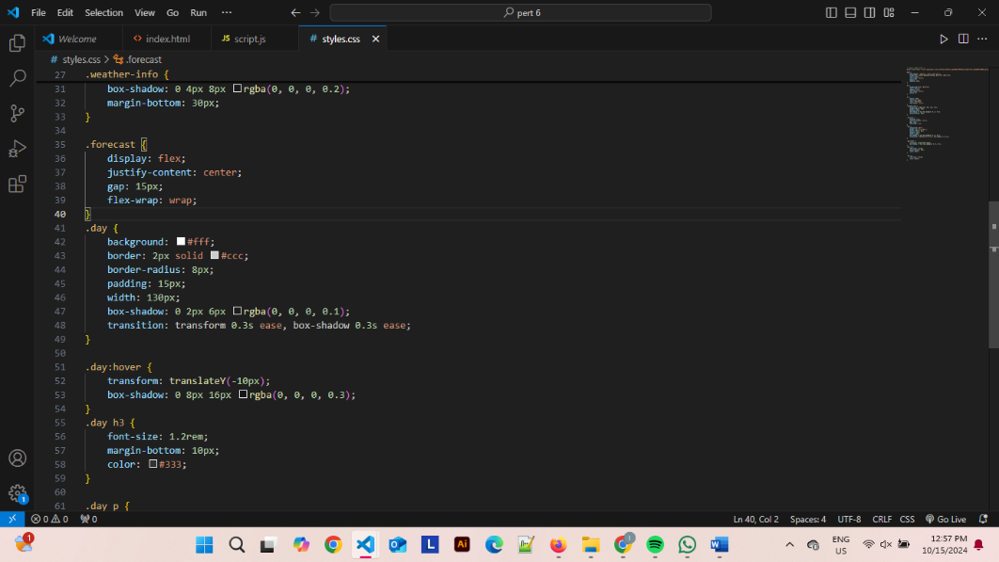 File Edit Selection View Go Run ··· pert 6
Welcome index.html JS script.js # styles.css
# styles.css > .forecast
27 .weather-info {
31 box-shadow: 0 4px 8px rgba(0, 0, 0, 0.2);
32 margin-bottom: 30px;
33 }
34
35 .forecast {
36 display: flex;
37 justify-content: center;
38 gap: 15px;
39 flex-wrap: wrap;
40 }
41 .day {
42 background: #fff;
43 border: 2px solid #ccc;
44 border-radius: 8px;
45 padding: 15px;
46 width: 130px;
47 box-shadow: 0 2px 6px rgba(0, 0, 0, 0.1);
48 transition: transform 0.3s ease, box-shadow 0.3s ease;
49 }
50
51 .day:hover {
52 transform: translateY(-10px);
53 box-shadow: 0 8px 16px rgba(0, 0, 0, 0.3);
54 }
55 .day h3 {
56 font-size: 1.2rem;
57 margin-bottom: 10px;
58 color: #333;
59 }
60
61 .day p {
1
0 0 0 Ln 40, Col 2 Spaces: 4 UTF-8 CRLF CSS Go Live
1 L Ai W ENG US 12:57 PM 10/15/2024